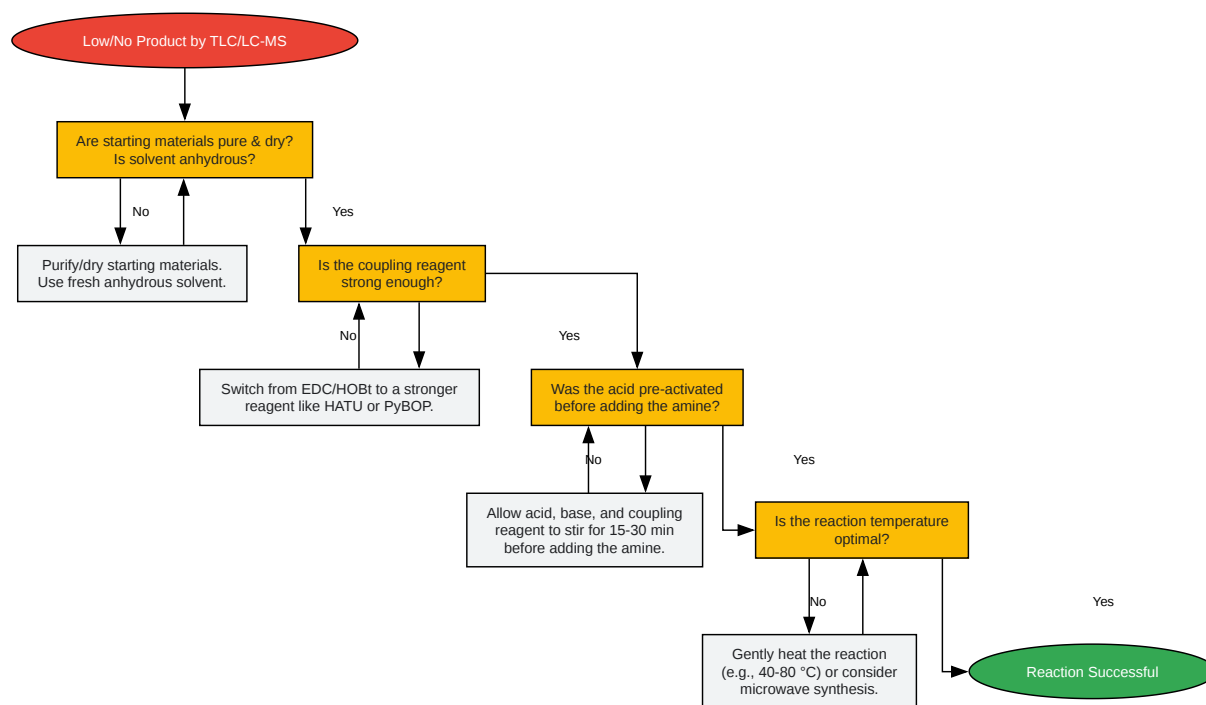 Low/No Product by TLC/LC-MS
Are starting materials pure & dry?
Is solvent anhydrous?
No
Yes
Purify/dry starting materials.
Use fresh anhydrous solvent.
Is the coupling reagent
strong enough?
No
Yes
Switch from EDC/HOBt to a stronger
reagent like HATU or PyBOP.
Was the acid pre-activated
before adding the amine?
No
Yes
Allow acid, base, and coupling
reagent to stir for 15-30 min
before adding the amine.
Is the reaction temperature
optimal?
No
Yes
Gently heat the reaction
(e.g., 40-80 °C) or consider
microwave synthesis.
Reaction Successful